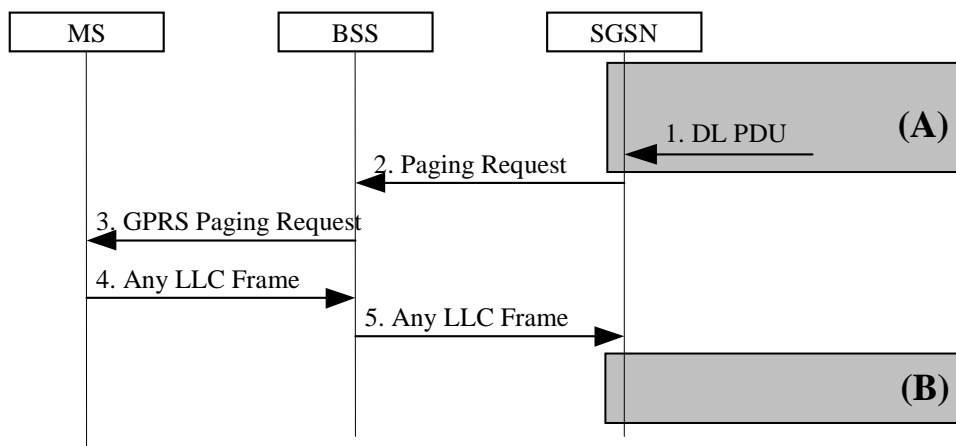 MS
BSS
SGSN
(A)
1. DL PDU
2. Paging Request
3. GPRS Paging Request
4. Any LLC Frame
5. Any LLC Frame
(B)